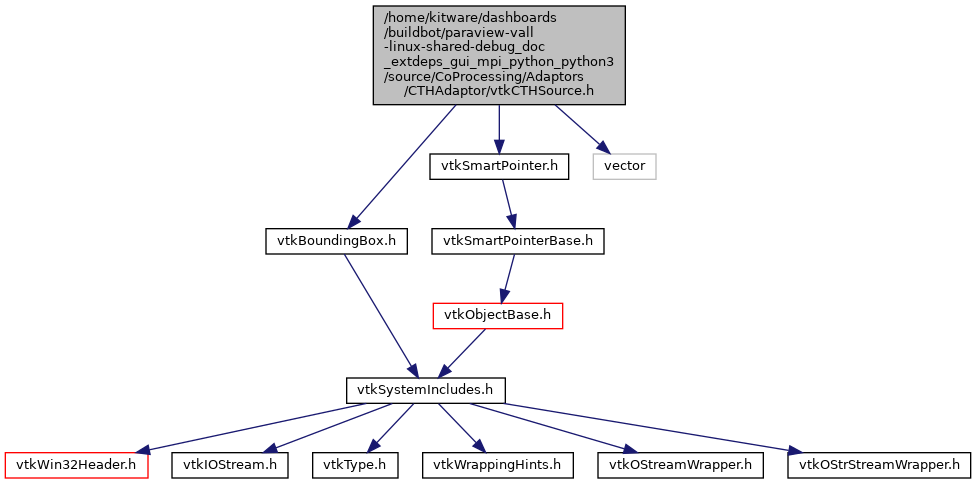 /home/kitware/dashboards
/buildbot/paraview-vall
-linux-shared-debug_doc
_extdeps_gui_mpi_python_python3
/source/CoProcessing/Adaptors
/CTHAdaptor/vtkCTHSource.h
vtkSmartPointer.h
vector
vtkBoundingBox.h
vtkSmartPointerBase.h
vtkObjectBase.h
vtkSystemIncludes.h
vtkWin32Header.h
vtkIOStream.h
vtkType.h
vtkWrappingHints.h
vtkOStreamWrapper.h
vtkOStrStreamWrapper.h